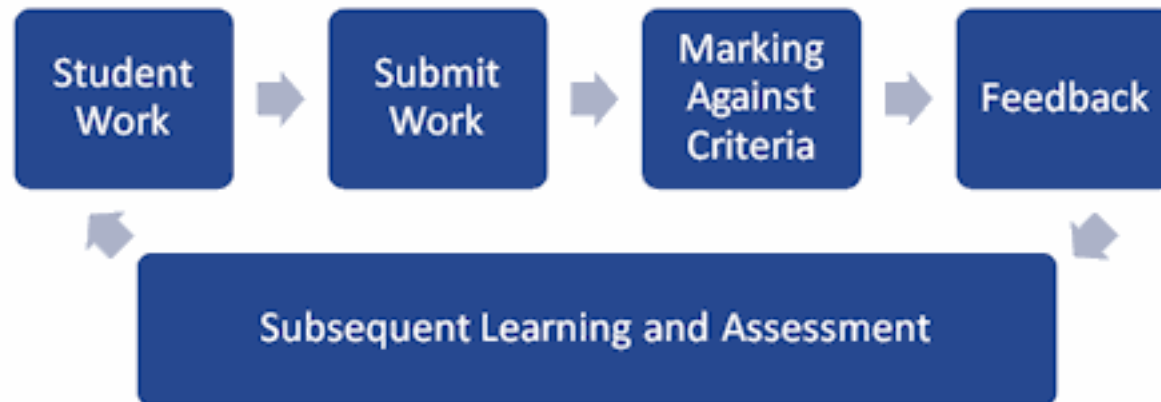 Student
Work
Submit
Work
Marking
Against
Criteria
Feedback
Subsequent Learning and Assessment